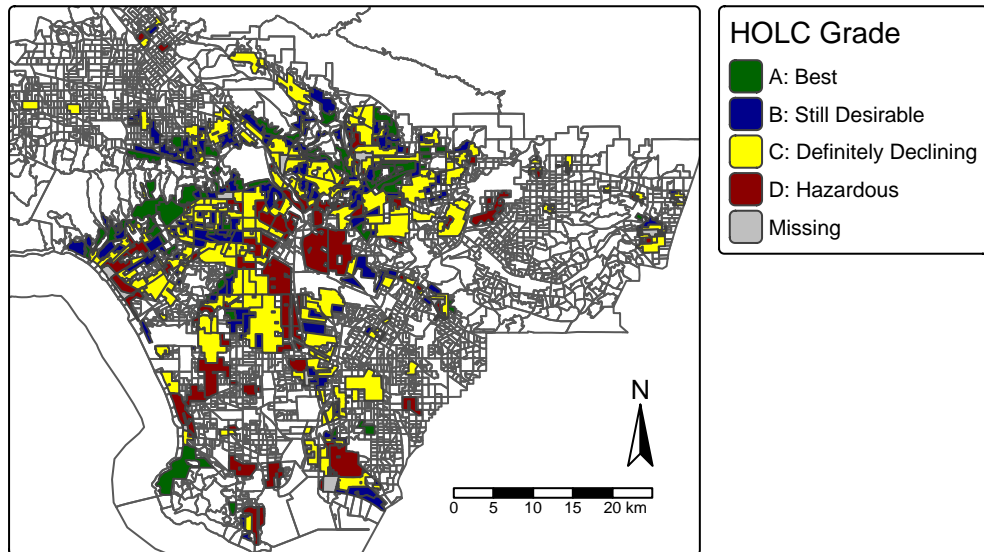 HOLC Grade
A: Best
B: Still Desirable
C: Definitely Declining
D: Hazardous
Missing
N
0 5 10 15 20 km